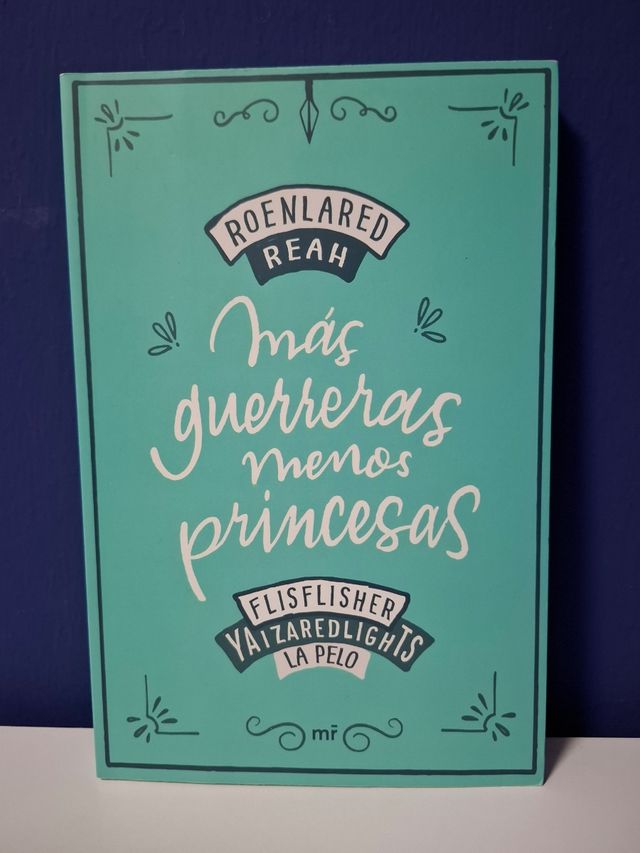 ROENLARED
REAH
más
guerreras
menos
princesas
FLISFLISHER
YAIZAREDLIGHTS
LA PELO
mr̄